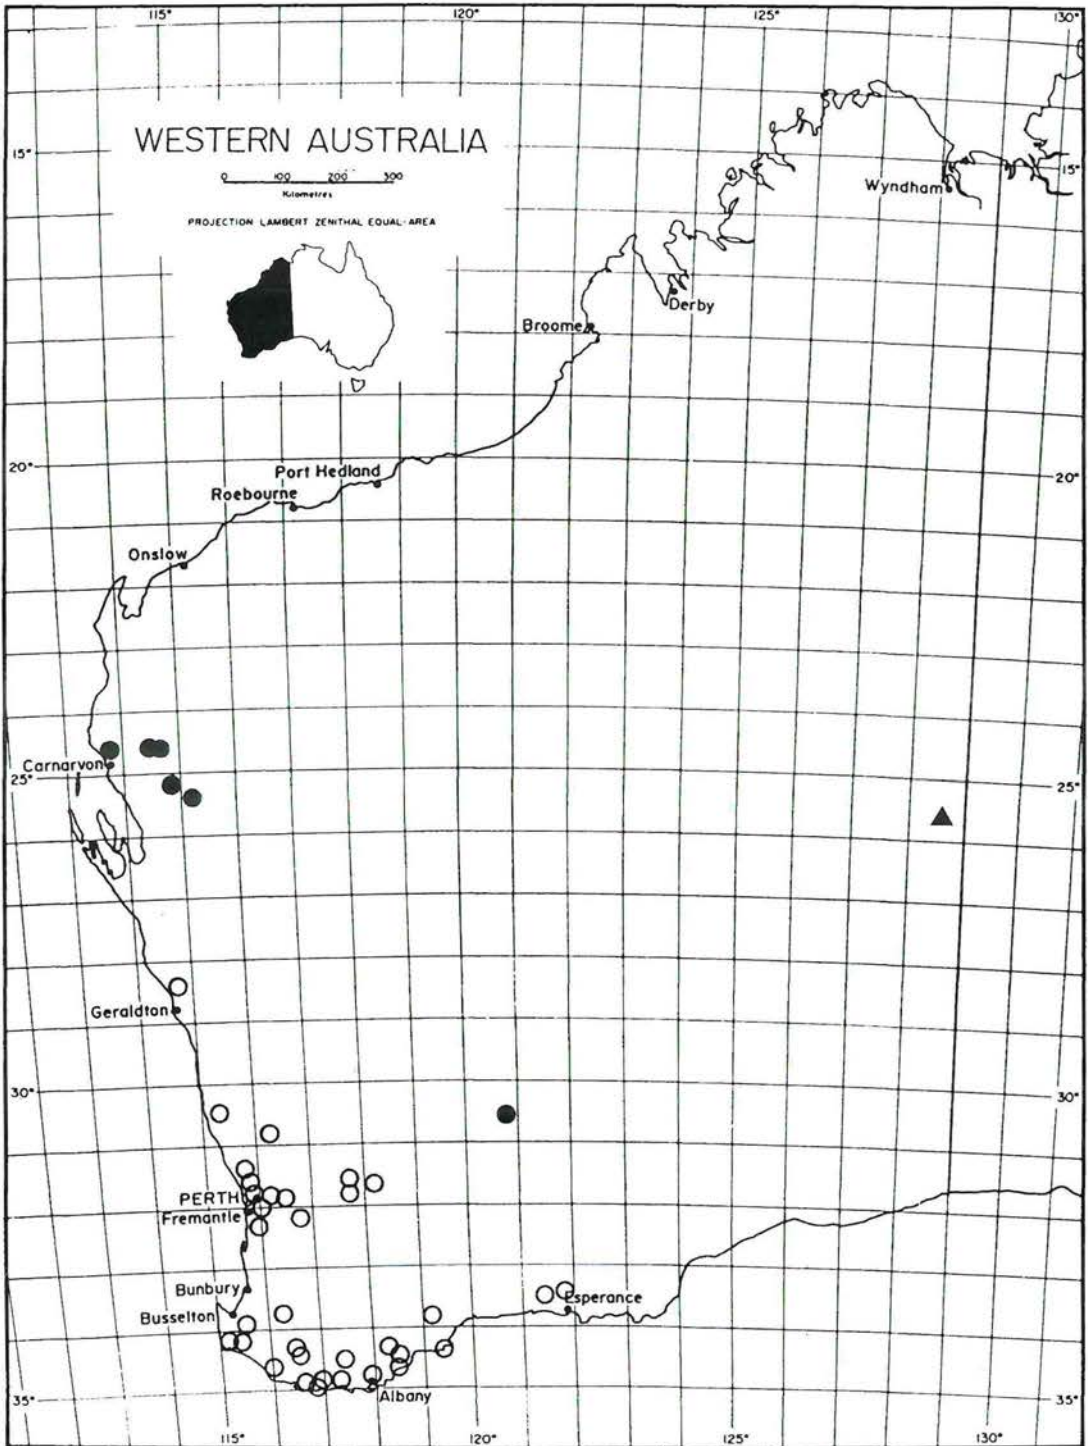 115°
120°
125°
130°
WESTERN AUSTRALIA
15°
0 100 200 300
Kilometres
PROJECTION LAMBERT ZENITHAL EQUAL-AREA
15°
Wyndham
Derby
Broome
20°
Port Hedland
20°
Roebourne
Onslow
Carnarvon
25°
25°
Geraldton
30°
30°
PERTH
Fremantle
Bunbury
Busselton
Esperance
Albany
35°
35°
115°
120°
125°
130°